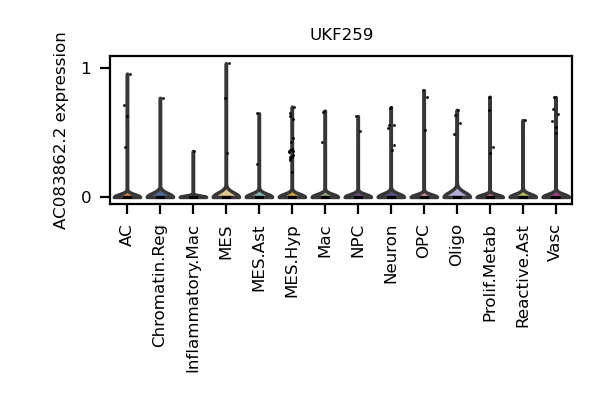 UKF259
AC083862.2 expression
1
0
AC
Chromatin.Reg
Inflammatory.Mac
MES
MES.Ast
MES.Hyp
Mac
NPC
Neuron
OPC
Oligo
Prolif.Metab
Reactive.Ast
Vasc